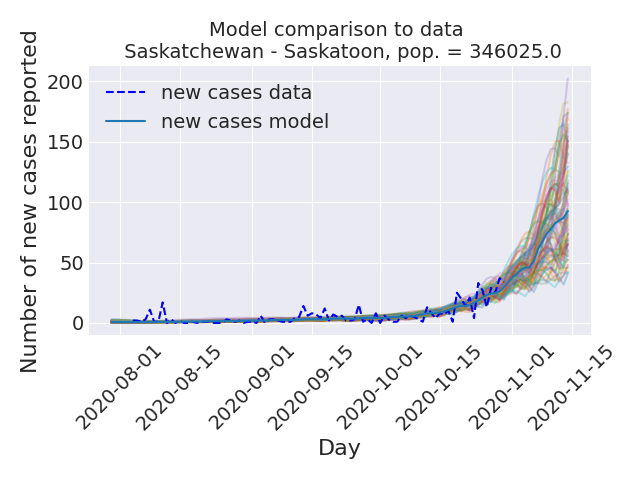 Model comparison to data
Saskatchewan - Saskatoon, pop. = 346025.0
Number of new cases reported
200
150
100
50
0
new cases data
new cases model
2020-08-01
2020-08-15
2020-09-01
2020-09-15
2020-10-01
2020-10-15
2020-11-01
2020-11-15
Day